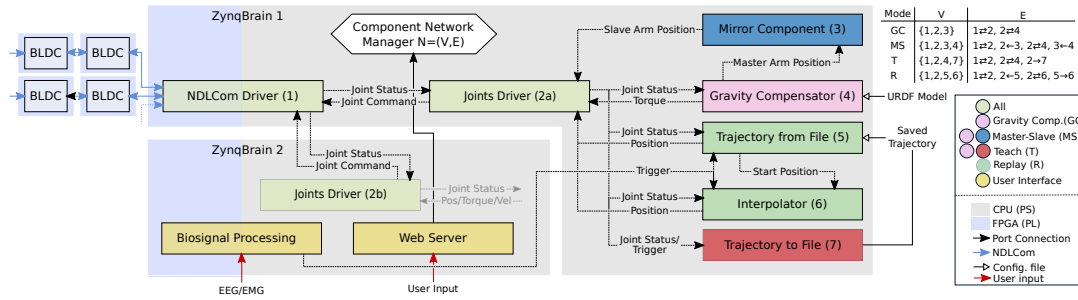 ZynqBrain 1
BLDC
BLDC
BLDC
BLDC
NDLCom Driver (1)
Component Network
Manager N=(V,E)
Joint Status
Joint Command
Joints Driver (2a)
Slave Arm Position
Mirror Component (3)
Master Arm Position
Joint Status
Torque
Gravity Compensator (4)
URDF Model
Joint Status
Position
Trajectory from File (5)
Saved
Trajectory
Trigger
Start Position
Joint Status
Position
Interpolator (6)
Joint Status/
Trigger
Trajectory to File (7)
ZynqBrain 2
Joint Status
Joint Command
Joints Driver (2b)
Joint Status
Pos/Torque/Vel
Biosignal Processing
Web Server
EEG/EMG
User Input
Mode V E
GC {1,2,3} 1⇄2, 2⇄4
MS {1,2,3,4} 1⇄2, 2←3, 2⇄4, 3←4
T {1,2,4,7} 1⇄2, 2⇄4, 2→7
R {1,2,5,6} 1⇄2, 2←5, 2⇄6, 5→6
All
Gravity Comp.(GC
Master-Slave (MS
Teach (T)
Replay (R)
User Interface
CPU (PS)
FPGA (PL)
Port Connection
NDLCom
Config. file
User input